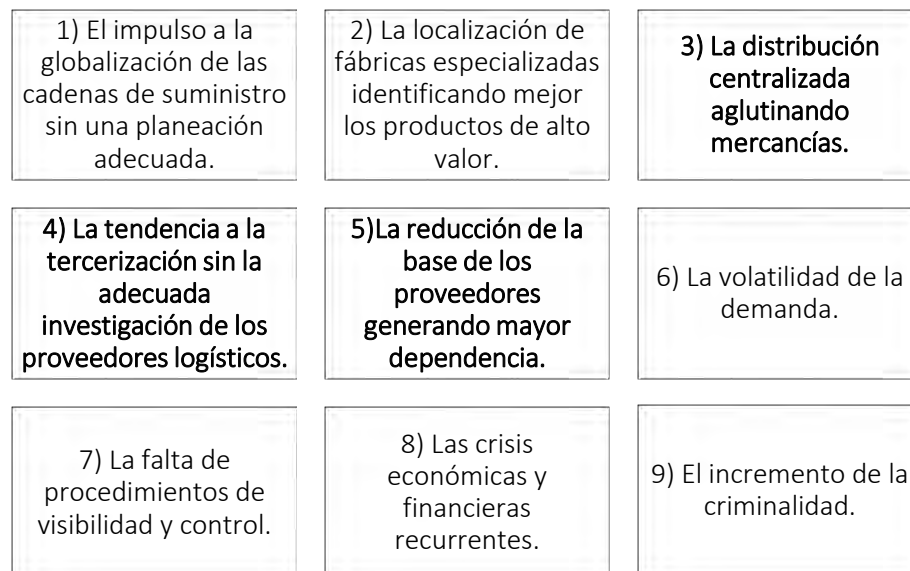 1) El impulso a la
globalización de las
cadenas de suministro
sin una planeación
adecuada.
2) La localización de
fábricas especializadas
identificando mejor
los productos de alto
valor.
3) La distribución
centralizada
aglutinando
mercancías.
4) La tendencia a la
tercerización sin la
adecuada
investigación de los
proveedores logísticos.
5)La reducción de la
base de los
proveedores
generando mayor
dependencia.
6) La volatilidad de la
demanda.
7) La falta de
procedimientos de
visibilidad y control.
8) Las crisis
económicas y
financieras
recurrentes.
9) El incremento de la
criminalidad.